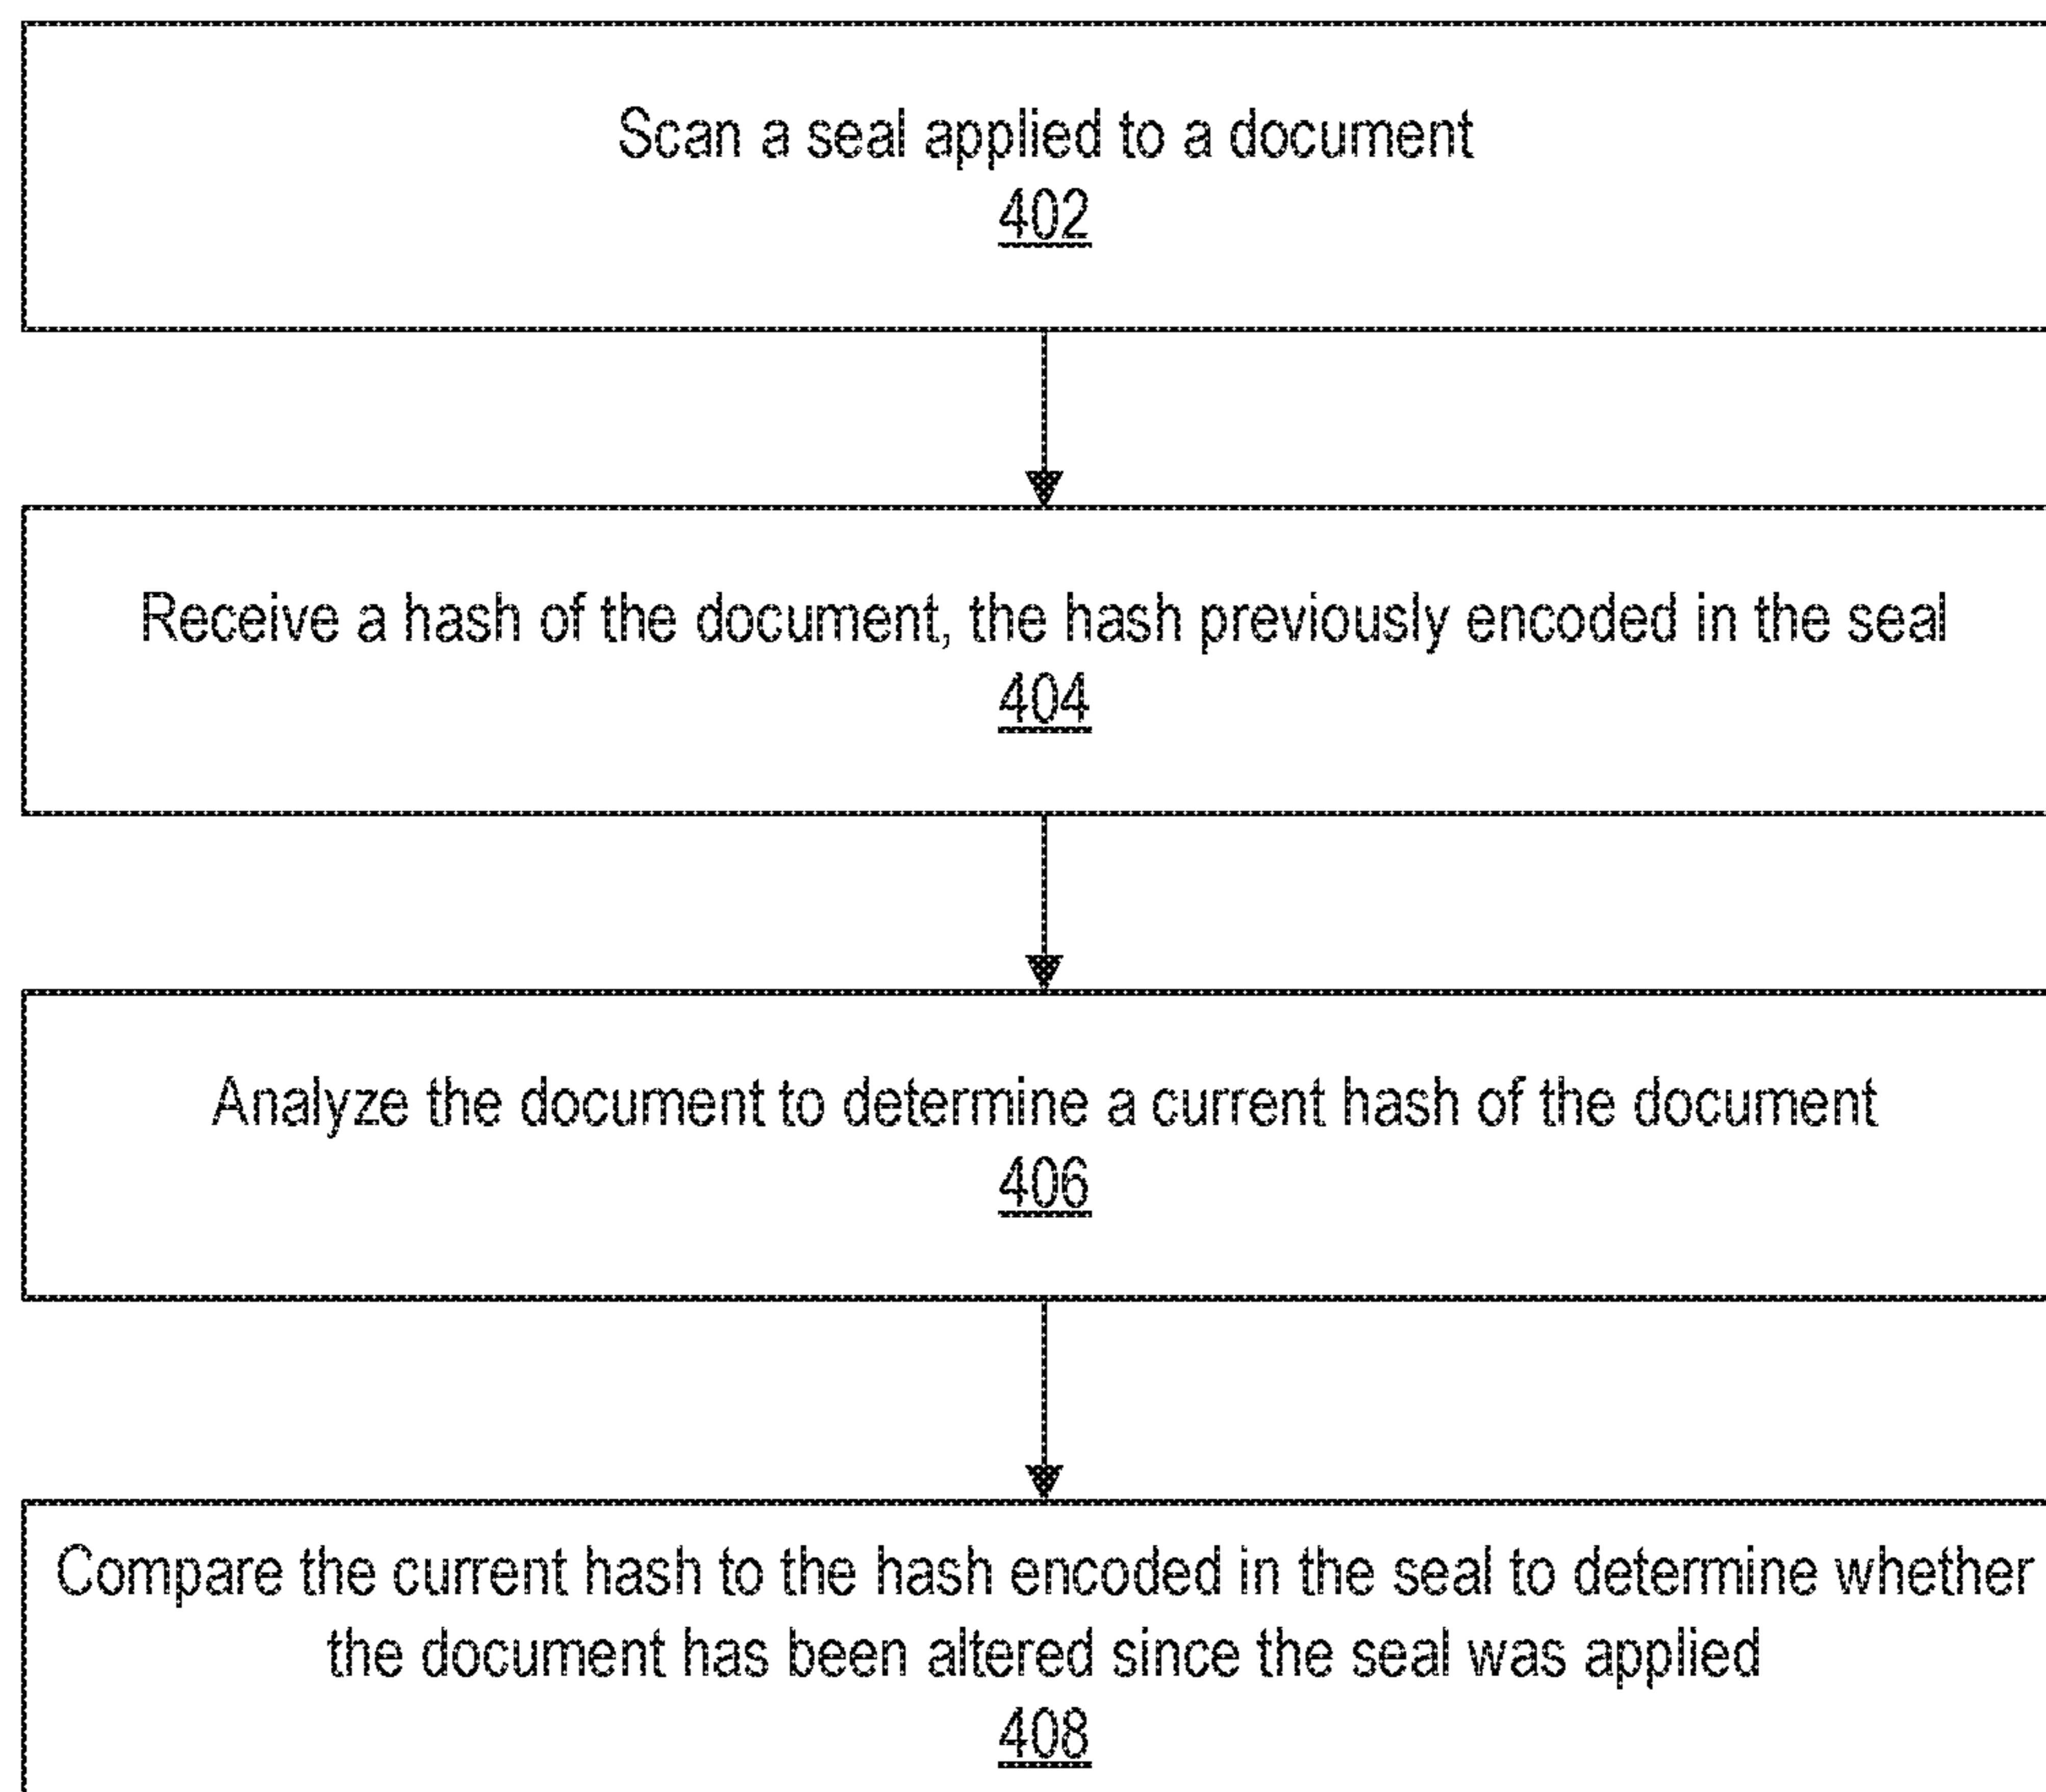 Scan a seal applied to a document
402
Receive a hash of the document, the hash previously encoded in the seal
404
Analyze the document to determine a current hash of the document
406
Compare the current hash to the hash encoded in the seal to determine whether
the document has been altered since the seal was applied
408